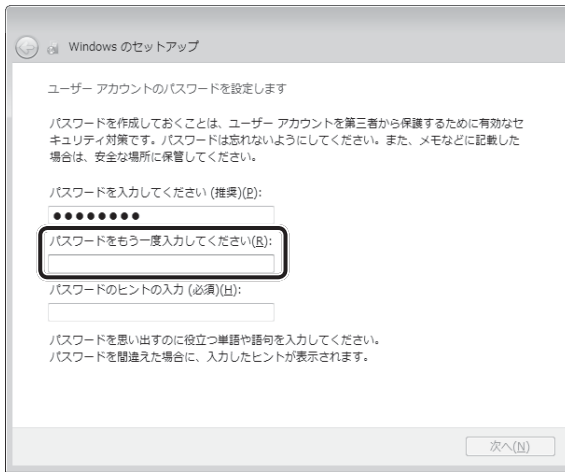 Windows のセットアップ
ユーザー アカウントのパスワードを設定します
パスワードを作成しておくことは、ユーザー アカウントを第三者から保護するために有効なセ
キュリティ対策です。パスワードは忘れないようにしてください。また、メモなどに記載した
場合は、安全な場所に保管してください。
パスワードを入力してください (推奨)(P):
●●●●●●●●
パスワードをもう一度入力してください(R):
パスワードのヒントの入力 (必須)(H):
パスワードを思い出すのに役立つ単語や語句を入力してください。
パスワードを間違えた場合に、入力したヒントが表示されます。
次へ(N)